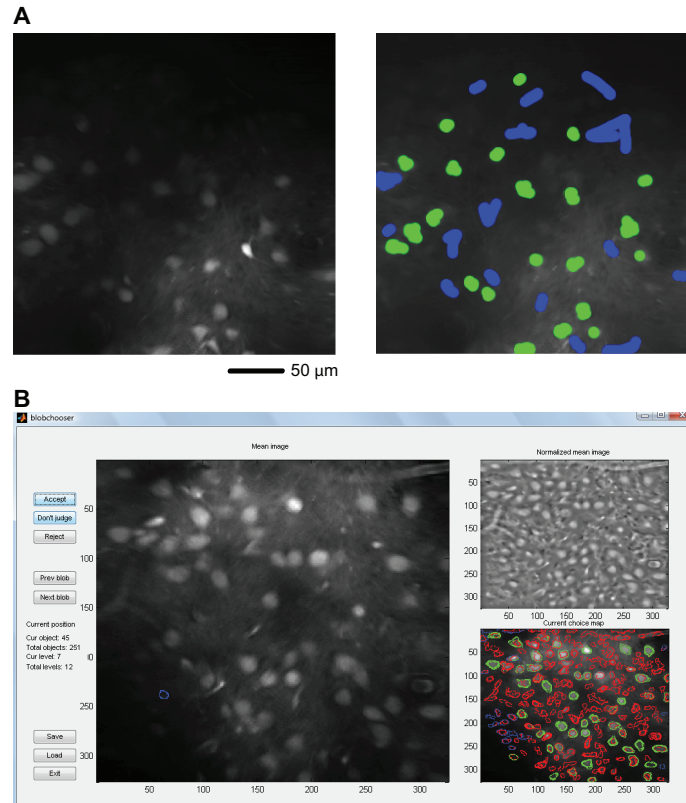 A
50 µm
B
blobchooser
Mean image
Normalized mean image
Accept
Don't judge
Reject
Prev blob
Next blob
Current position
Cur object: 45
Total objects: 251
Cur level: 7
Total levels: 12
Save
Load
Exit
50
100
150
0
250
300
50 100 150 200 250 300
50
100
150
200
250
300
50 100 150 200 250 300
Current choice map
50
100
150
200
250
300
50 100 150 200 250 300